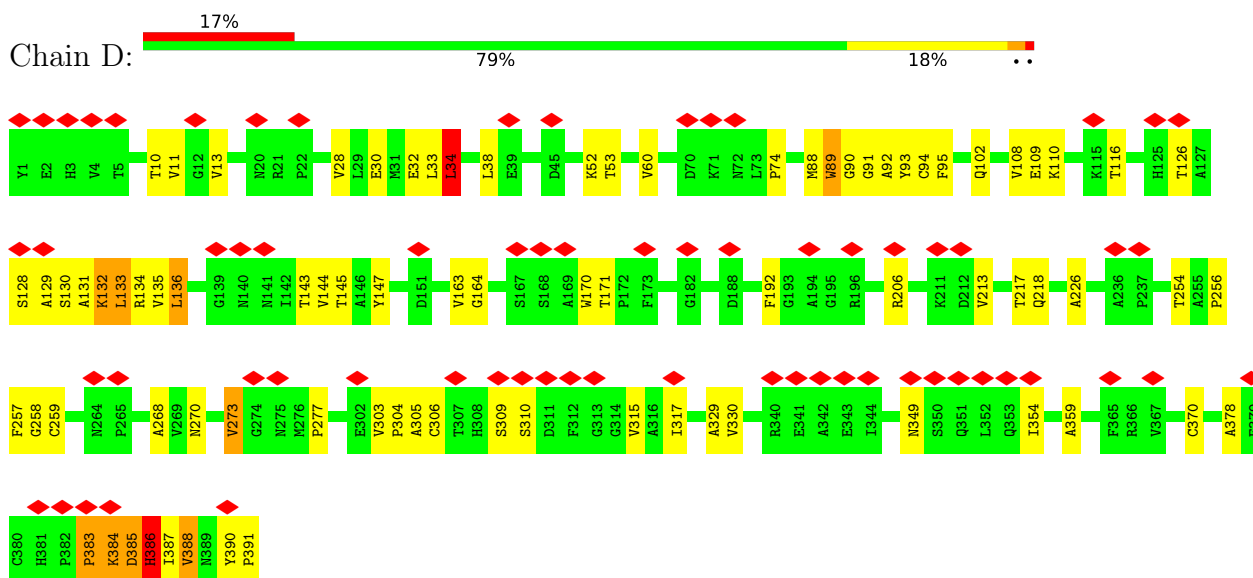 17%
Chain D:
79% 18% • •
Y1 E2 H3 V4 T5 T10 V11 G12 V13 N20 R21 P22 V28 L29 E30 M31 E32 L33 L34 L38 E39 D45 K52 T53 V60 D70 K71 N72 L73 P74 M88 W89 G90 G91 A92 Y93 C94 F95 Q102 V108 E109 K110 K115 T116 H125 T126 A127
S128 A129 S130 A131 K132 L133 R134 V135 L136 G139 N140 N141 I142 T143 V144 T145 A146 Y147 D151 V163 G164 S167 S168 A169 W170 T171 P172 F173 G182 D188 F192 G193 A194 G195 R196 R206 K211 D212 V213 T217 Q218 A226 A236 P237 T254 A255 P256
F257 G258 C259 N264 P265 A268 V269 N270 V273 G274 N275 M276 P277 E302 V303 P304 A305 C306 T307 H308 S309 S310 D311 F312 G313 G314 V315 A316 I317 A329 V330 R340 E341 A342 E343 I344 N349 S350 Q351 L352 Q353 I354 A359 F365 R366 V367 C370 A378
C380 H381 P382 P383 K384 D385 H386 I387 V388 N389 Y390 P391